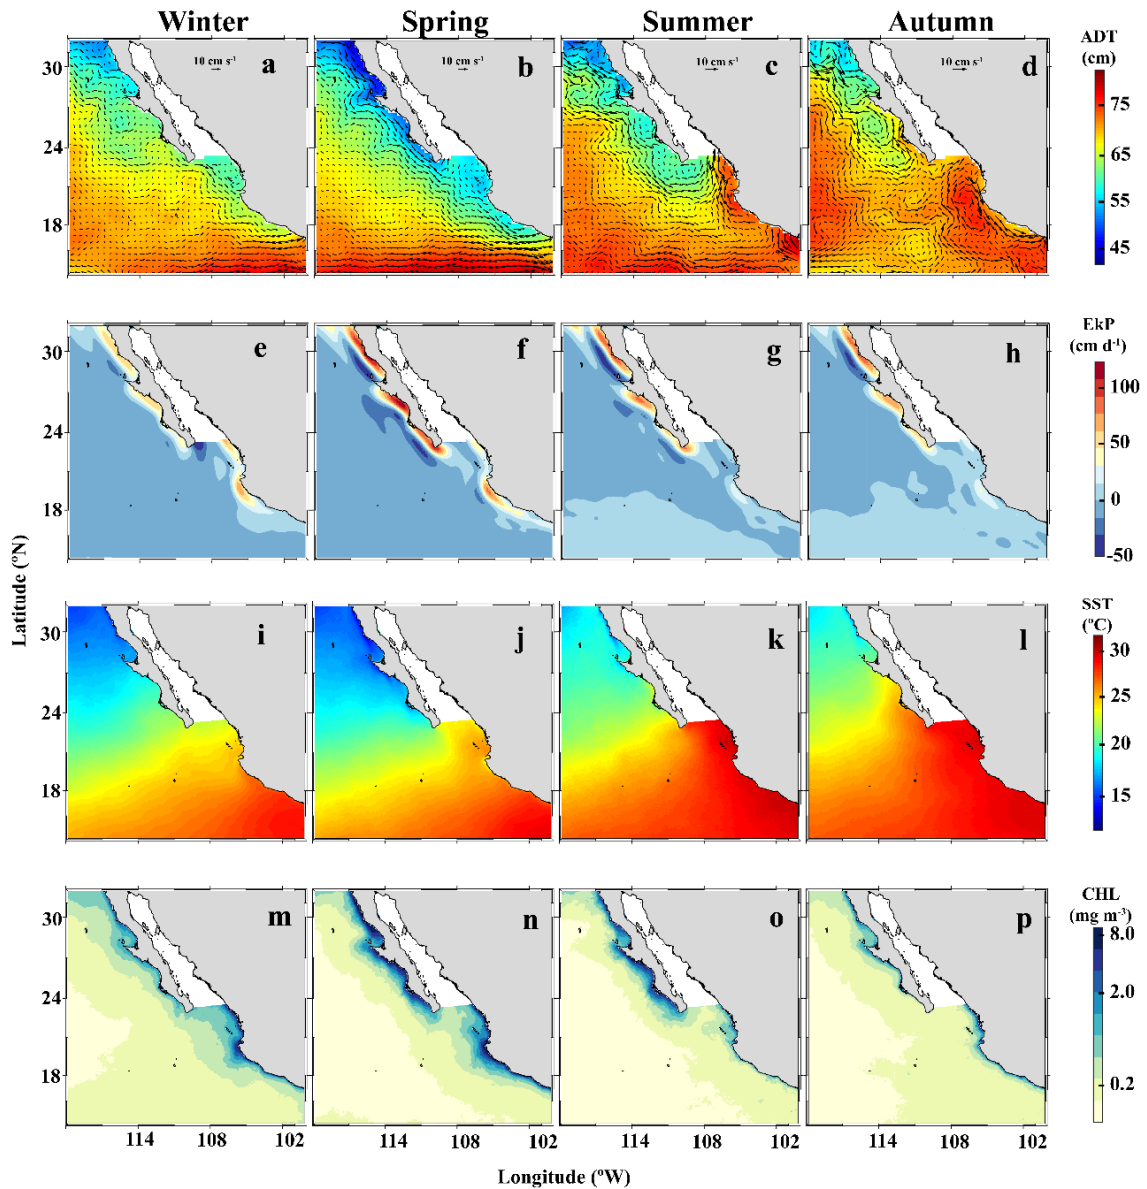 Winter Spring Summer Autumn
ADT
(cm)
30 10 cm s⁻¹ a b 10 cm s⁻¹ c 10 cm s⁻¹ d
75
24 65
55
18 45
EkP
(cm d⁻¹)
30 e f g h
100
24 50
0
18 -50
Latitude (ºN)
SST
(ºC)
30 i j k l 30
25
24 20
18 15
CHL
(mg m⁻³)
30 m n o p 8.0
24 2.0
18 0.2
114 108 102 114 108 102 114 108 102 114 108 102
Longitude (ºW)